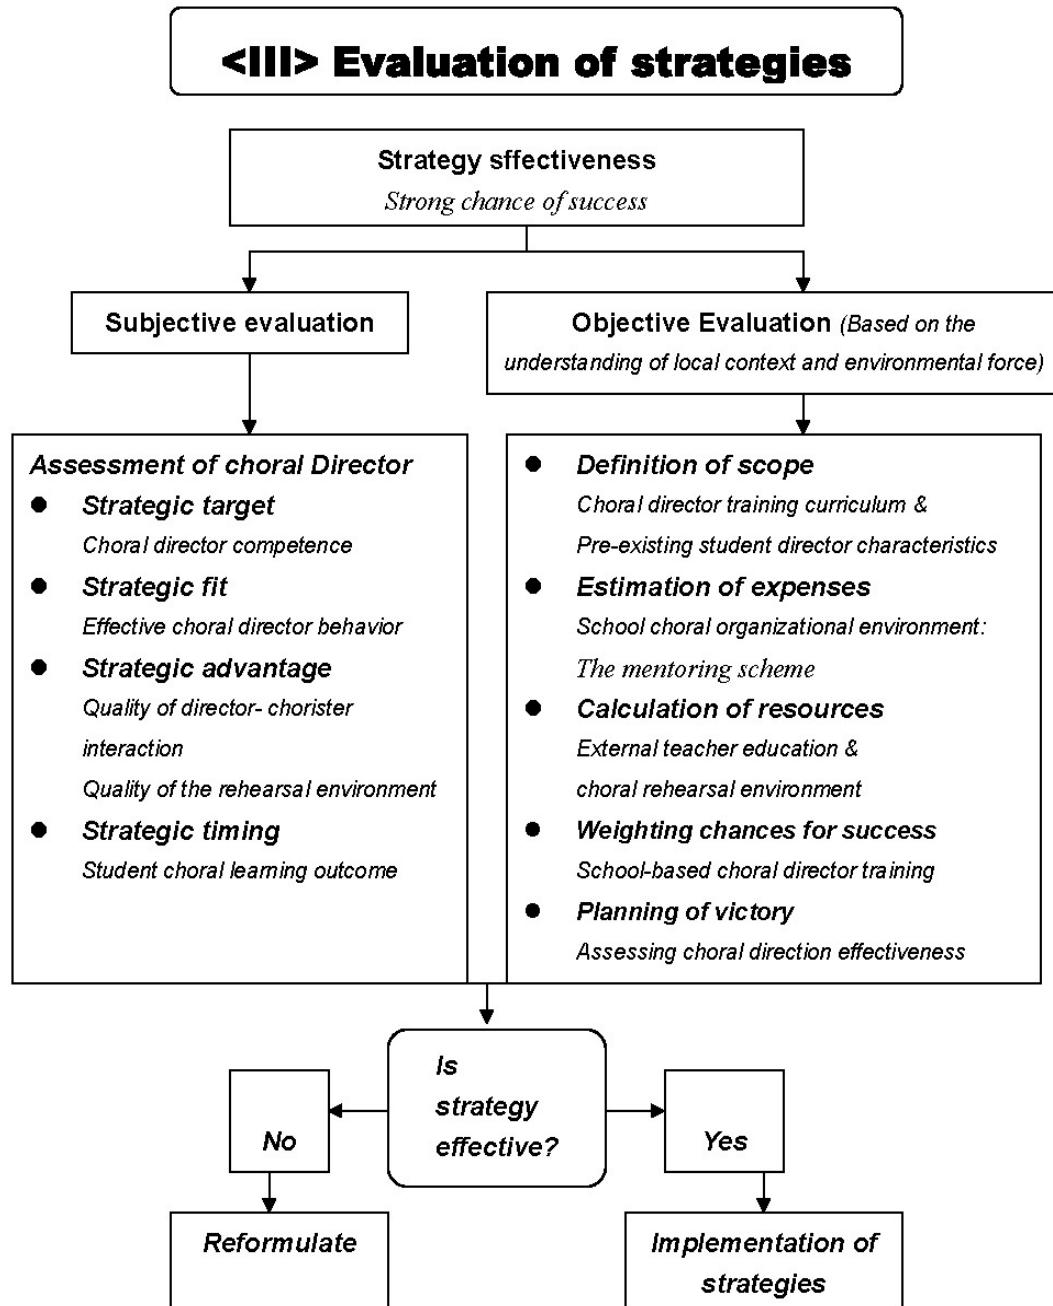 <III> Evaluation of strategies
Strategy sffectiveness
Strong chance of success
Subjective evaluation
Objective Evaluation (Based on the
understanding of local context and environmental force)
Assessment of choral Director
● Strategic target
Choral director competence
● Strategic fit
Effective choral director behavior
● Strategic advantage
Quality of director- chorister
interaction
Quality of the rehearsal environment
● Strategic timing
Student choral learning outcome
● Definition of scope
Choral director training curriculum &
Pre-existing student director characteristics
● Estimation of expenses
School choral organizational environment:
The mentoring scheme
● Calculation of resources
External teacher education &
choral rehearsal environment
● Weighting chances for success
School-based choral director training
● Planning of victory
Assessing choral direction effectiveness
Is
strategy
effective?
No
Yes
Reformulate
Implementation of
strategies